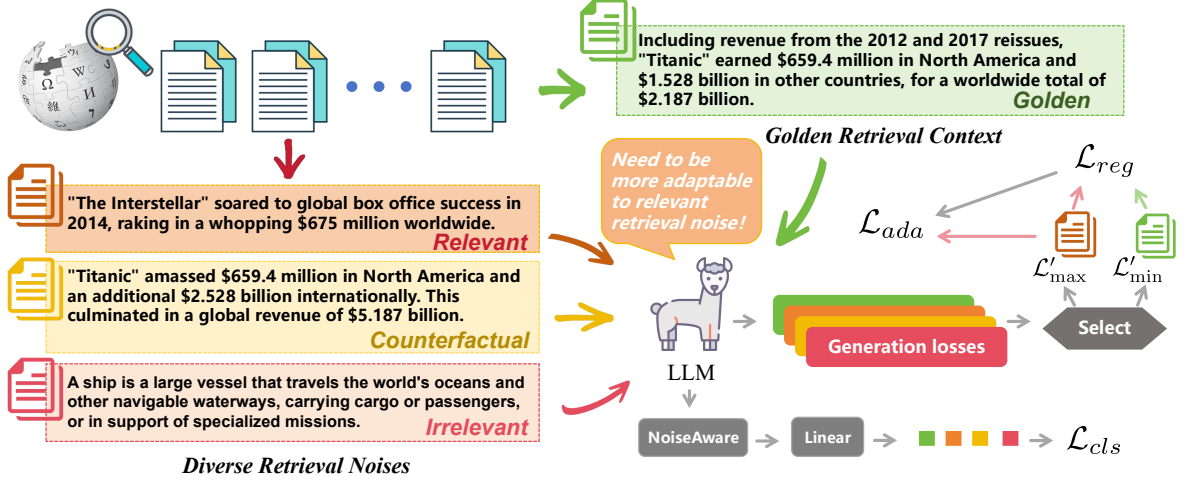 Including revenue from the 2012 and 2017 reissues,
"Titanic" earned $659.4 million in North America and
$1.528 billion in other countries, for a worldwide total of
$2.187 billion.
Golden
Golden Retrieval Context
"The Interstellar" soared to global box office success in
2014, raking in a whopping $675 million worldwide.
Relevant
"Titanic" amassed $659.4 million in North America and
an additional $2.528 billion internationally. This
culminated in a global revenue of $5.187 billion.
Counterfactual
A ship is a large vessel that travels the world's oceans and
other navigable waterways, carrying cargo or passengers,
or in support of specialized missions.
Irrelevant
Diverse Retrieval Noises
Need to be
more adaptable
to relevant
retrieval noise!
LLM
Generation losses
Select
ℒ′max
ℒ′min
ℒreg
ℒada
NoiseAware
Linear
ℒcls
W
Ω
И
維